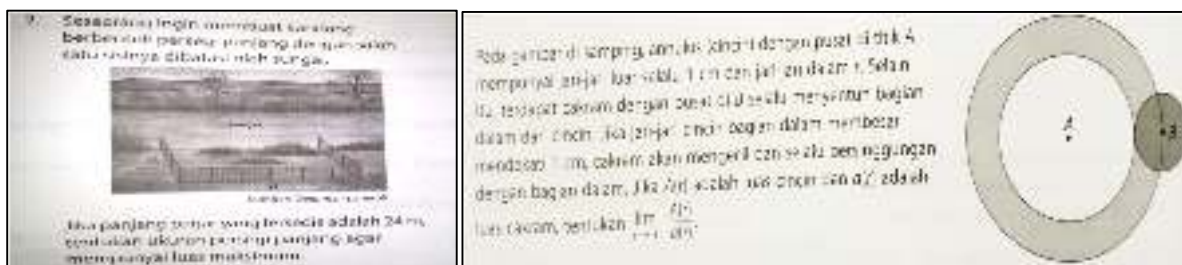 9. Seseorang ingin membuat kandang
berbentuk persegi panjang dengan salah
satu sisinya dibatasi oleh sungai.
Jika panjang pagar yang tersedia adalah 24 m,
tentukan ukuran persegi panjang agar
mempunyai luas maksimum.
Pada gambar di samping, annulus (cincin) dengan pusat di titik A
mempunyai jari-jari luar selalu 1 cm dan jari-jari dalam r. Selain
itu, terdapat cakram dengan pusat di B selalu menyentuh bagian
dalam dari cincin. Jika jari-jari cincin bagian dalam membesar
mendekati 1 cm, cakram akan mengecil dan selalu bersinggungan
dengan bagian dalam. Jika A(r) adalah luas cincin dan a(r) adalah
luas cakram, tentukan lim A(r)/a(r).
A
B